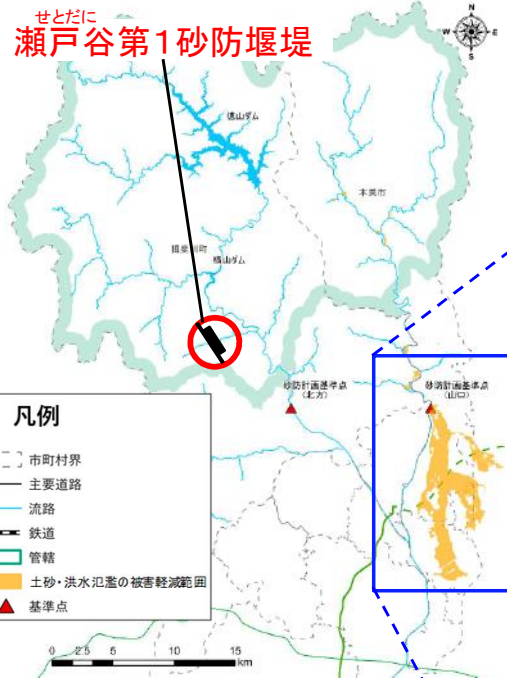 せとだに
瀬戸谷第1砂防堰堤
N
W
E
S
徳山ダム
本巣市
揖斐川町
横山ダム
砂防計画基準点
(北方)
砂防計画基準点
(山口)
凡例
市町村界
主要道路
流路
鉄道
管轄
土砂・洪水氾濫の被害軽減範囲
基準点
0 2.5 5 10 15
km